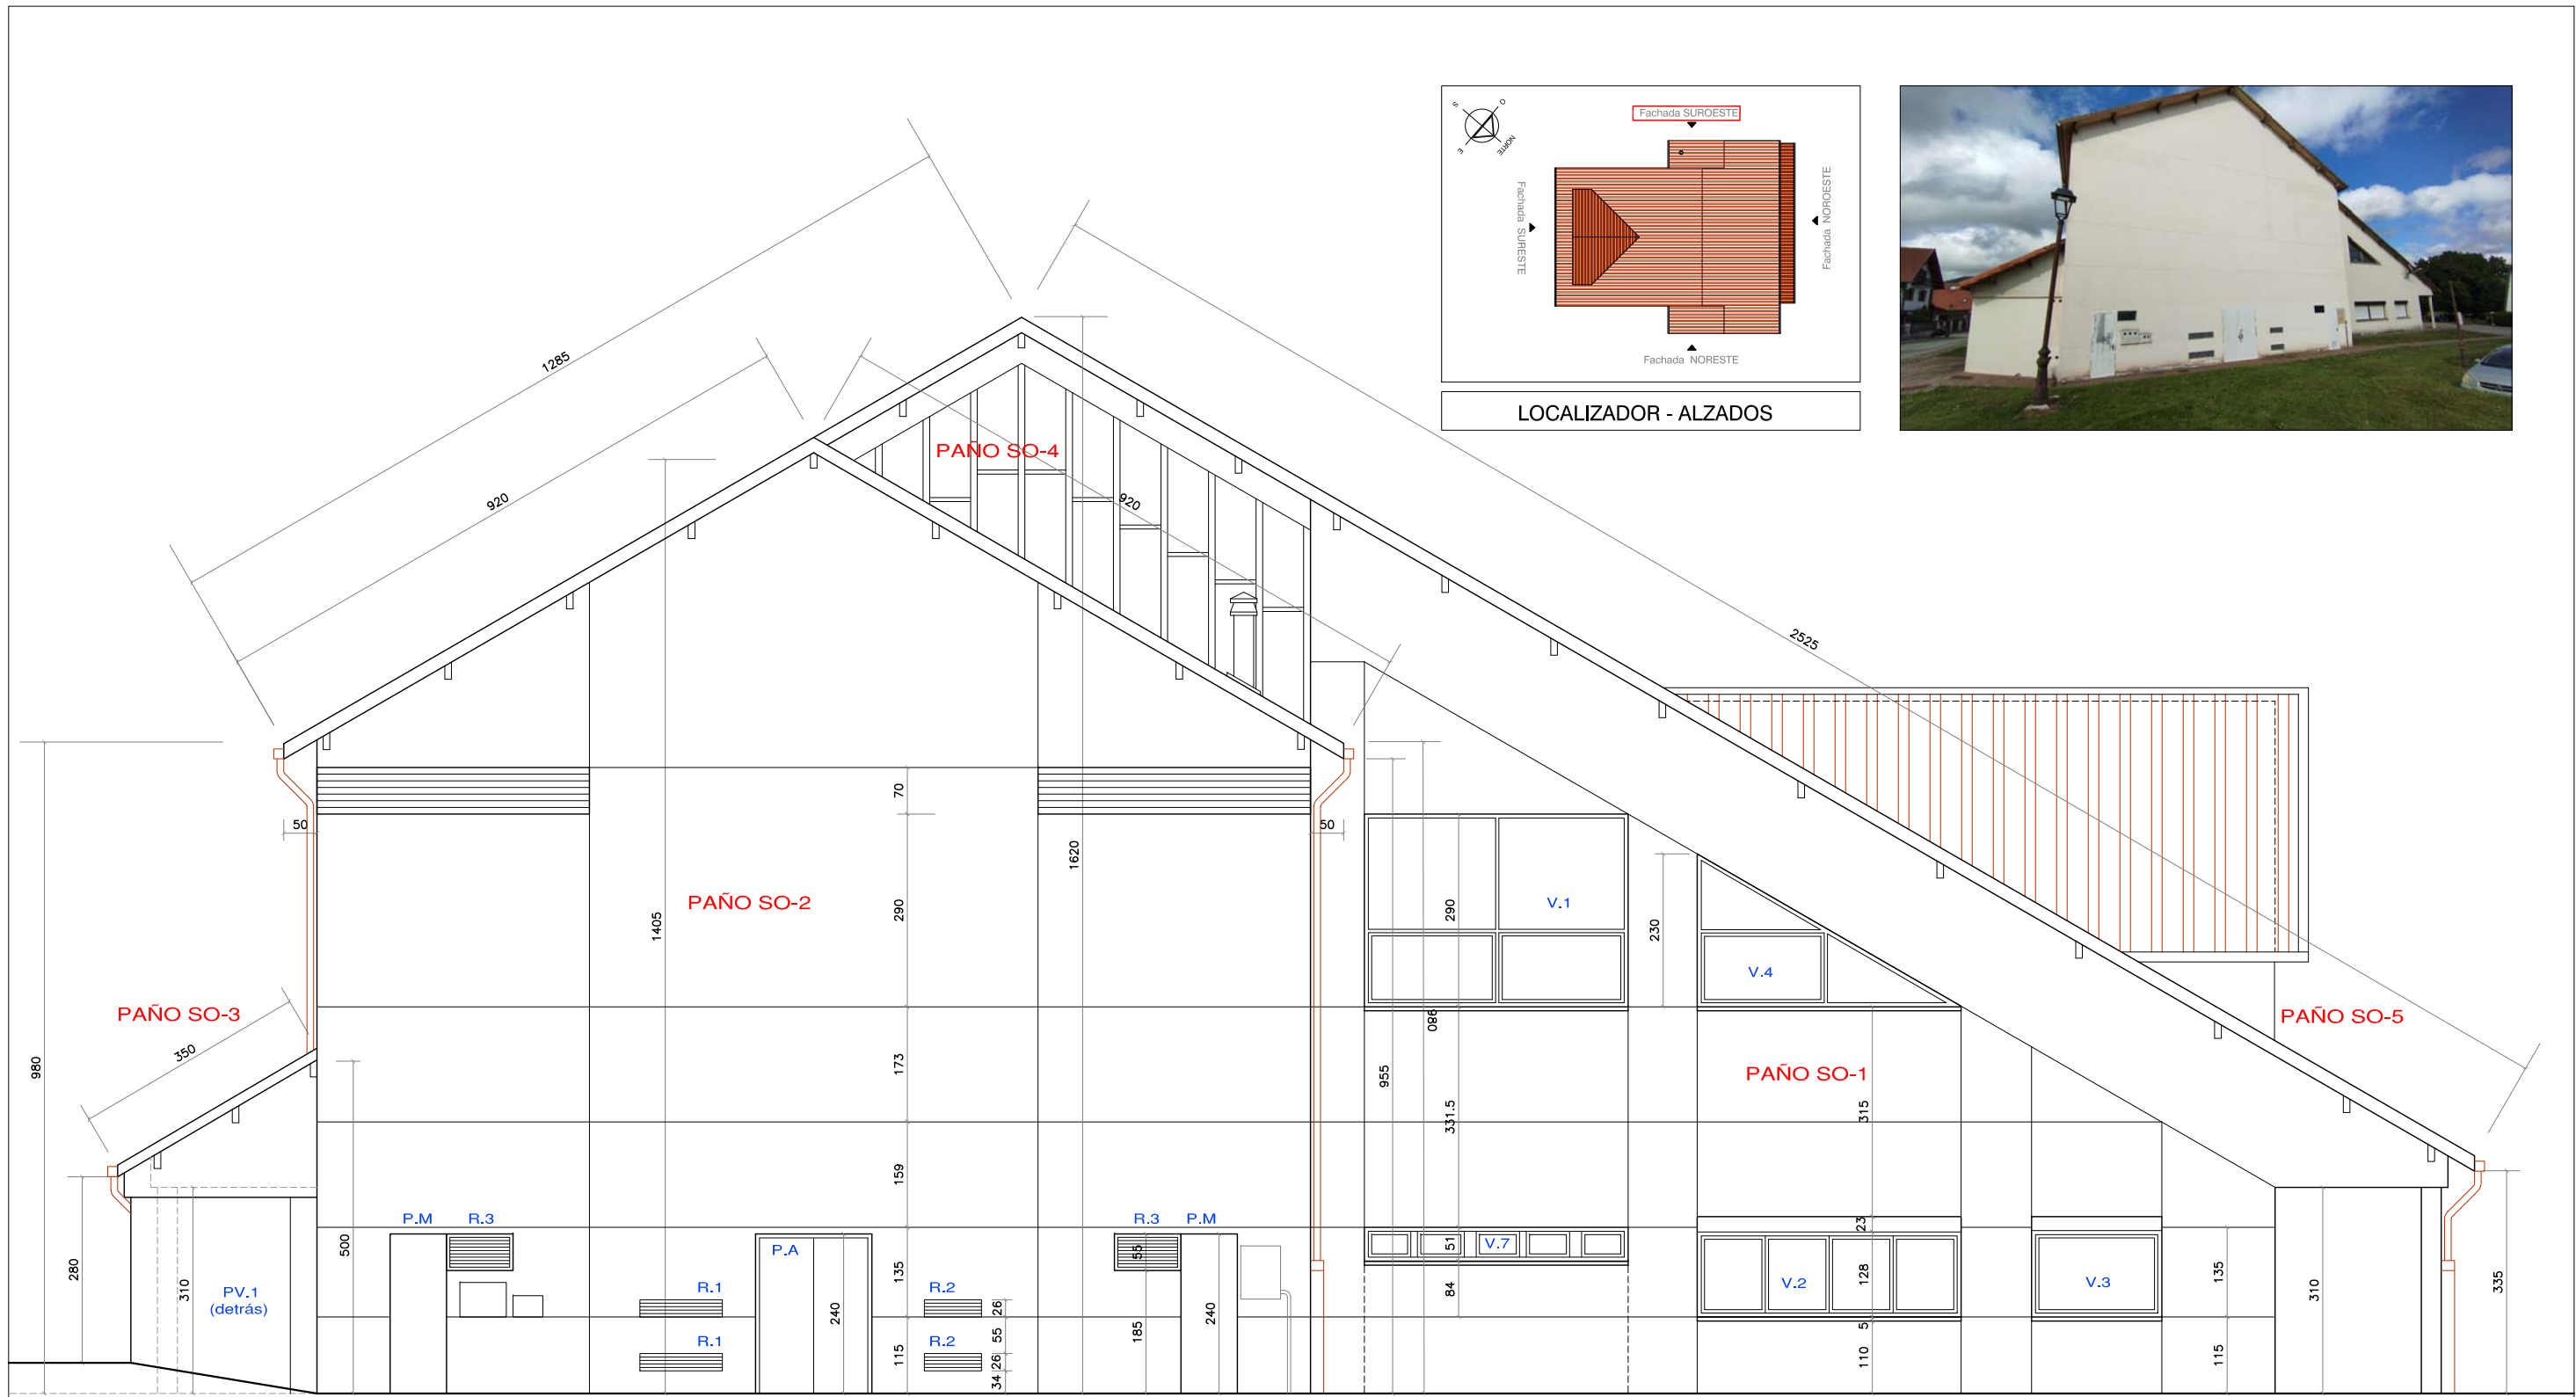 S
O
E
NORTE
Fachada SUROESTE
Fachada SURESTE
Fachada NOROESTE
Fachada NORESTE
LOCALIZADOR - ALZADOS
1285
920
PAÑO SO-4
920
2525
1405
1620
70
50
50
290
PAÑO SO-2
290
V.1
230
V.4
PAÑO SO-3
350
980
980
955
PAÑO SO-1
PAÑO SO-5
173
331.5
315
159
500
280
310
PV.1
(detrás)
P.M
R.3
R.3
P.M
P.A
R.1
R.1
R.2
R.2
135
115
240
26
55
26
34
55
185
240
51
V.7
84
23
V.2
128
5
110
V.3
135
115
310
335